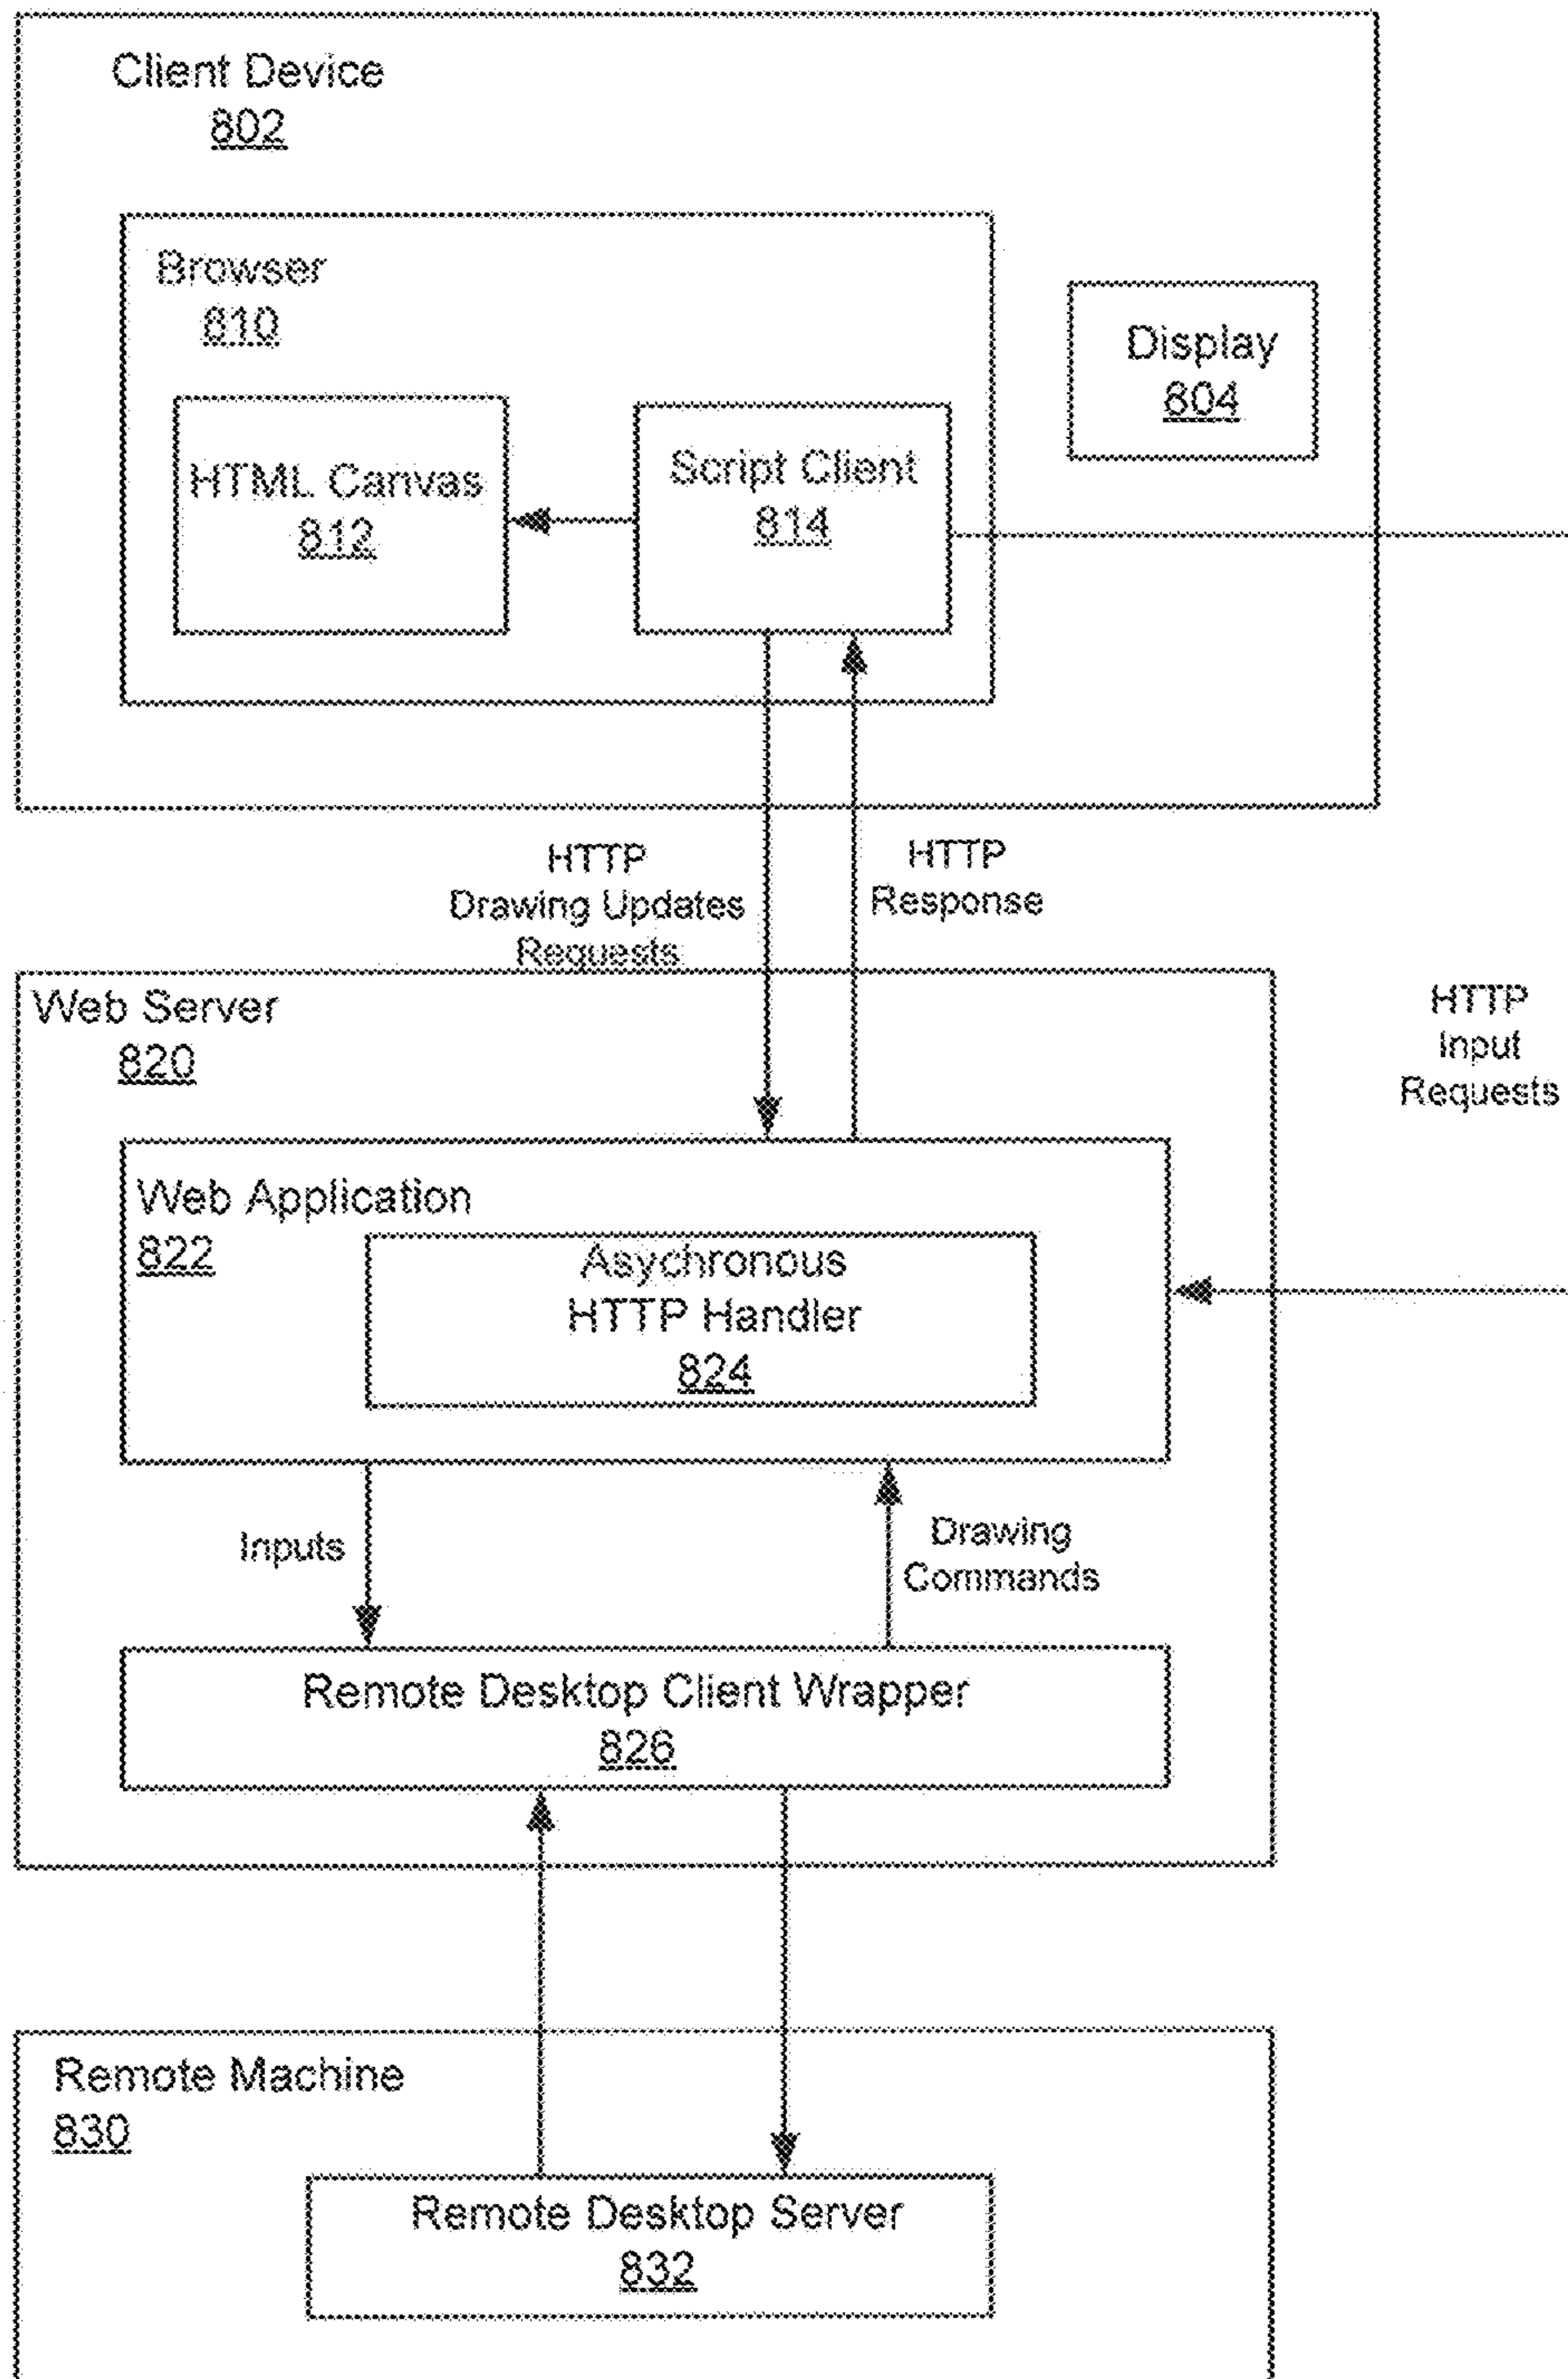 Client Device
802
Browser
810
Display
804
HTML Canvas
812
Script Client
814
HTTP
Drawing Updates
Requests
HTTP
Response
Web Server
820
HTTP
Input
Requests
Web Application
822
Asychronous
HTTP Handler
824
Inputs
Drawing
Commands
Remote Desktop Client Wrapper
826
Remote Machine
830
Remote Desktop Server
832